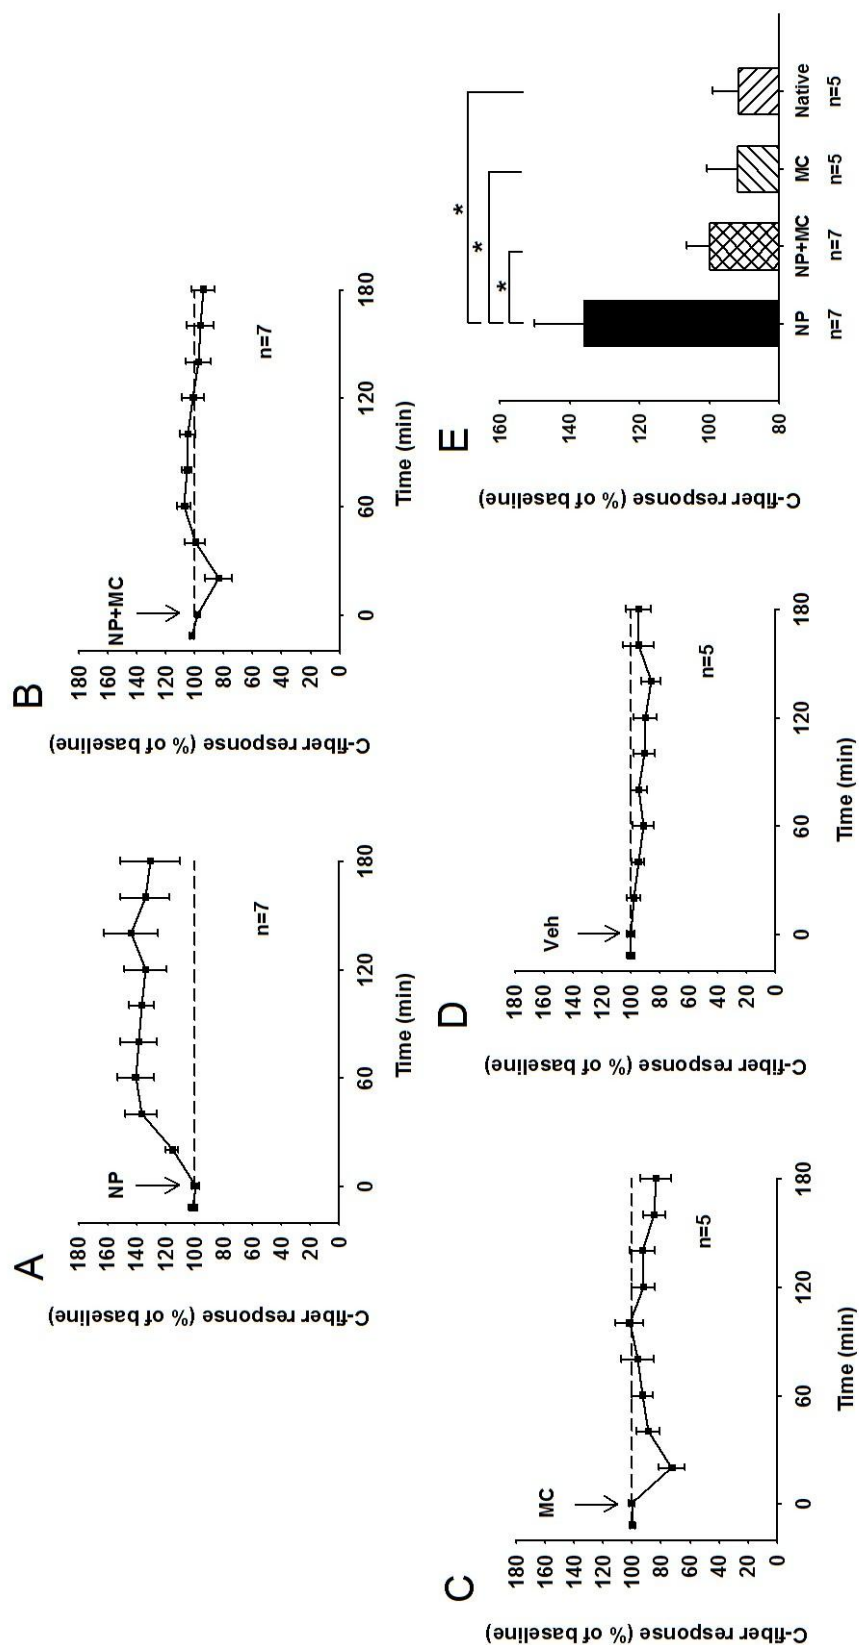 A
C-fiber response (% of baseline)
180
160
140
120
100
80
60
40
20
0
NP
n=7
0 60 120 180
Time (min)
B
C-fiber response (% of baseline)
180
160
140
120
100
80
60
40
20
0
NP+MC
n=7
0 60 120 180
Time (min)
C
C-fiber response (% of baseline)
180
160
140
120
100
80
60
40
20
0
MC
n=5
0 60 120 180
Time (min)
D
C-fiber response (% of baseline)
180
160
140
120
100
80
60
40
20
0
Veh
n=5
0 60 120 180
Time (min)
E
C-fiber response (% of baseline)
160
140
120
100
80
*
*
*
NP NP+MC MC Native
n=7 n=7 n=5 n=5